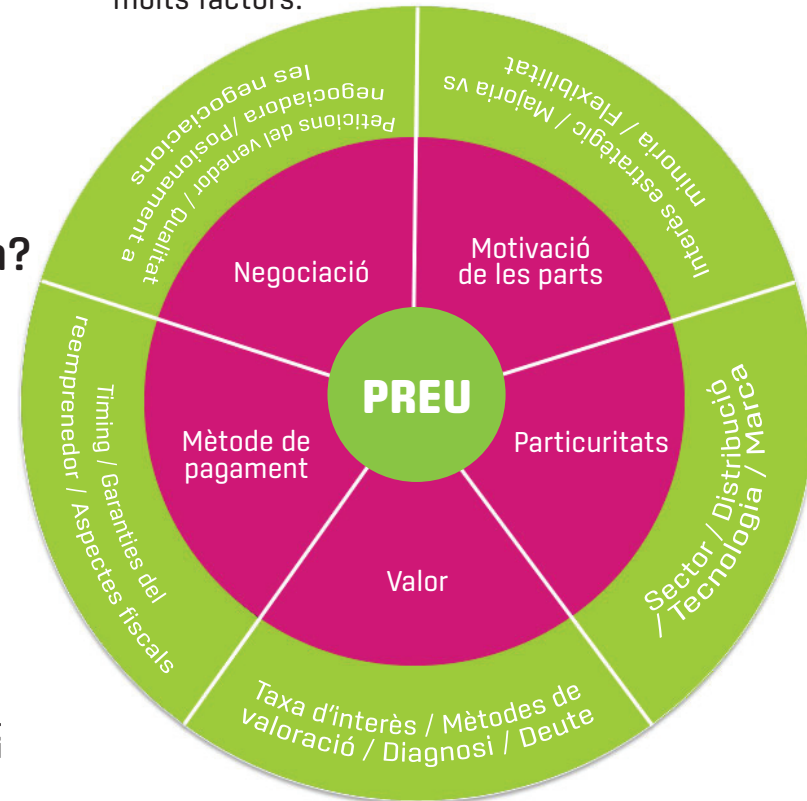 molts factors.
Peticions del venedor / Qualitat
negociadora / Posionament a
les negociacions
Interès estratègic / Majoria vs
minoria / Flexibilitat
Negociació
Motivació
de les parts
PREU
Mètode de
pagament
Particuritats
Valor
Timing / Garanties del
reemprenedor / Aspectes fiscals
Sector / Distribució
/ Tecnologia / Marca
Taxa d'interès / Mètodes de
valoració / Diagnosi / Deute